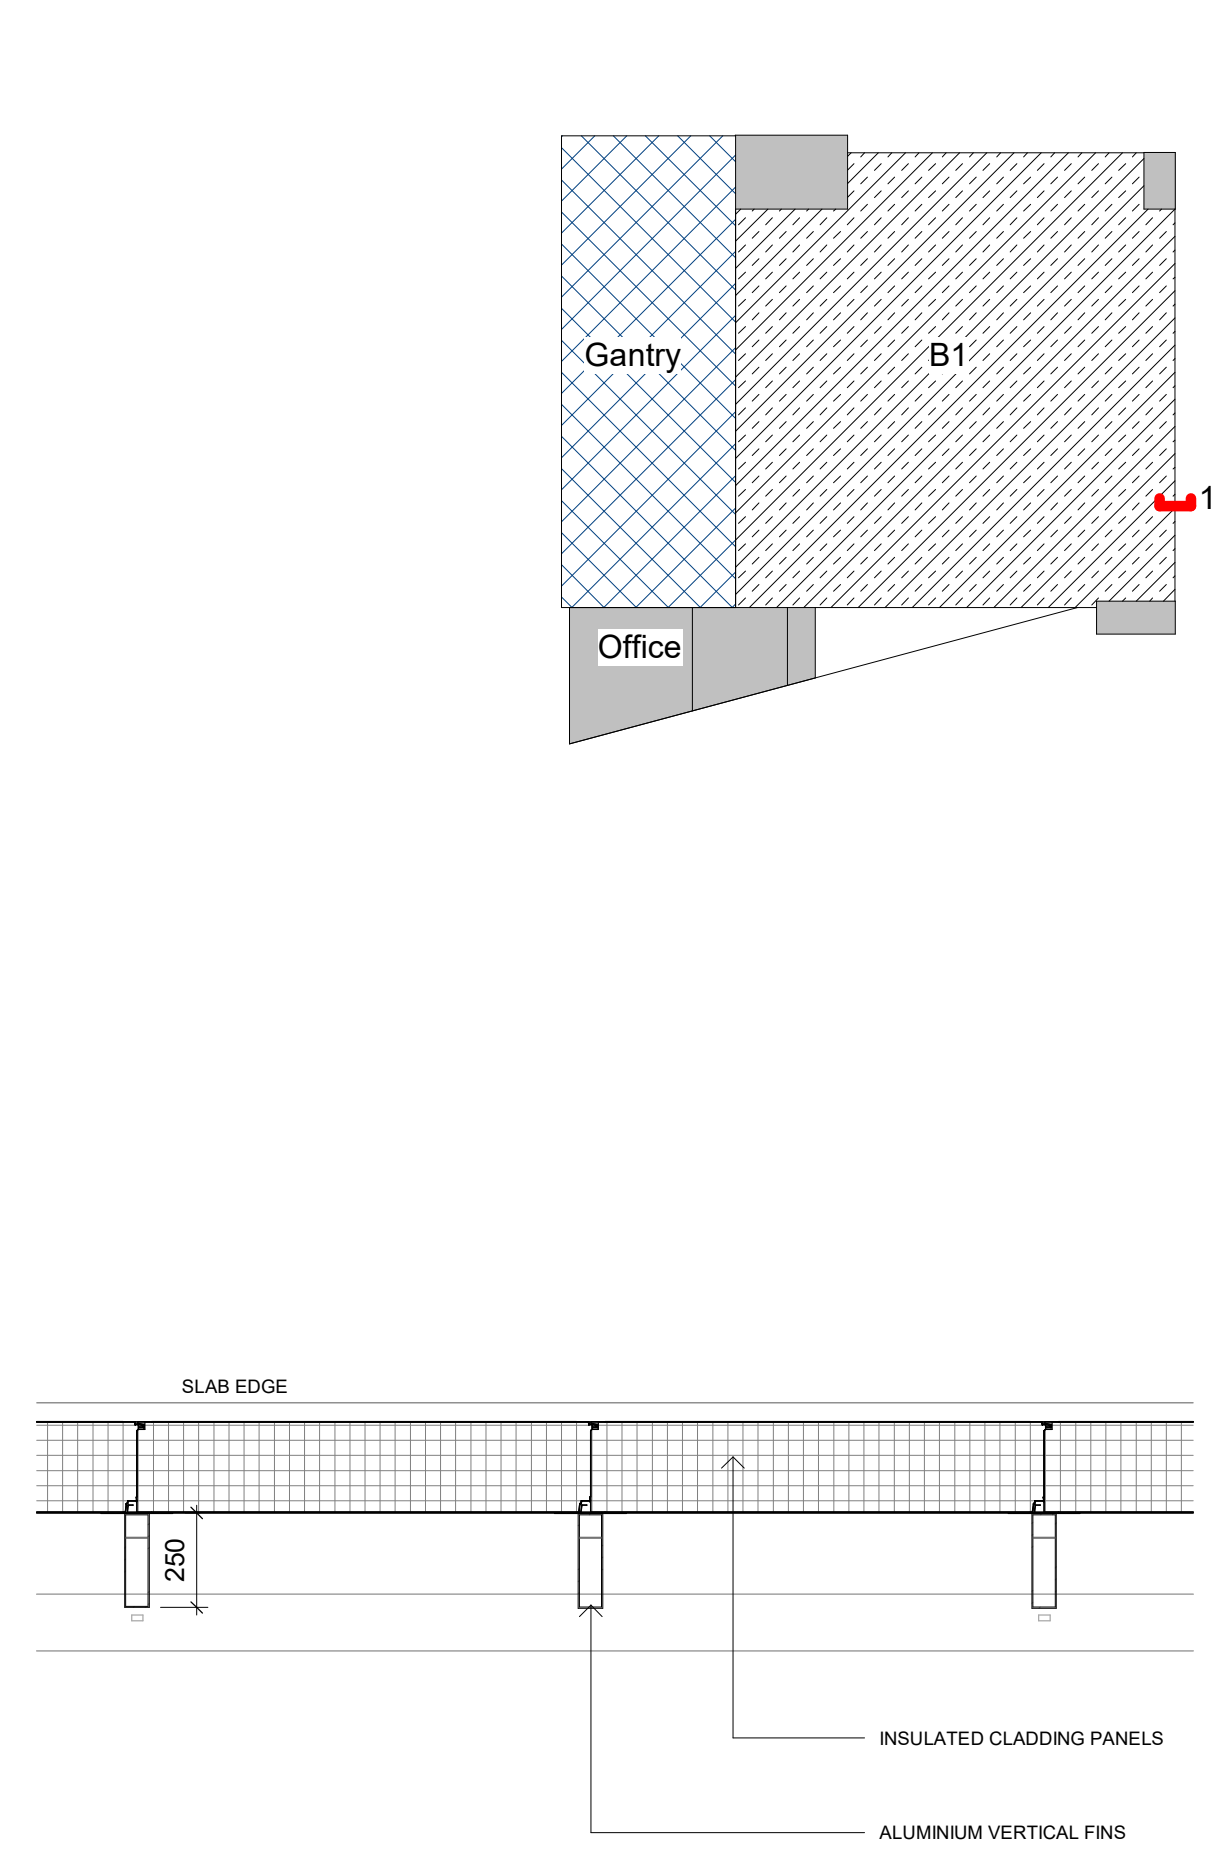 Gantry
B1
1
Office
SLAB EDGE
250
INSULATED CLADDING PANELS
ALUMINIUM VERTICAL FINS